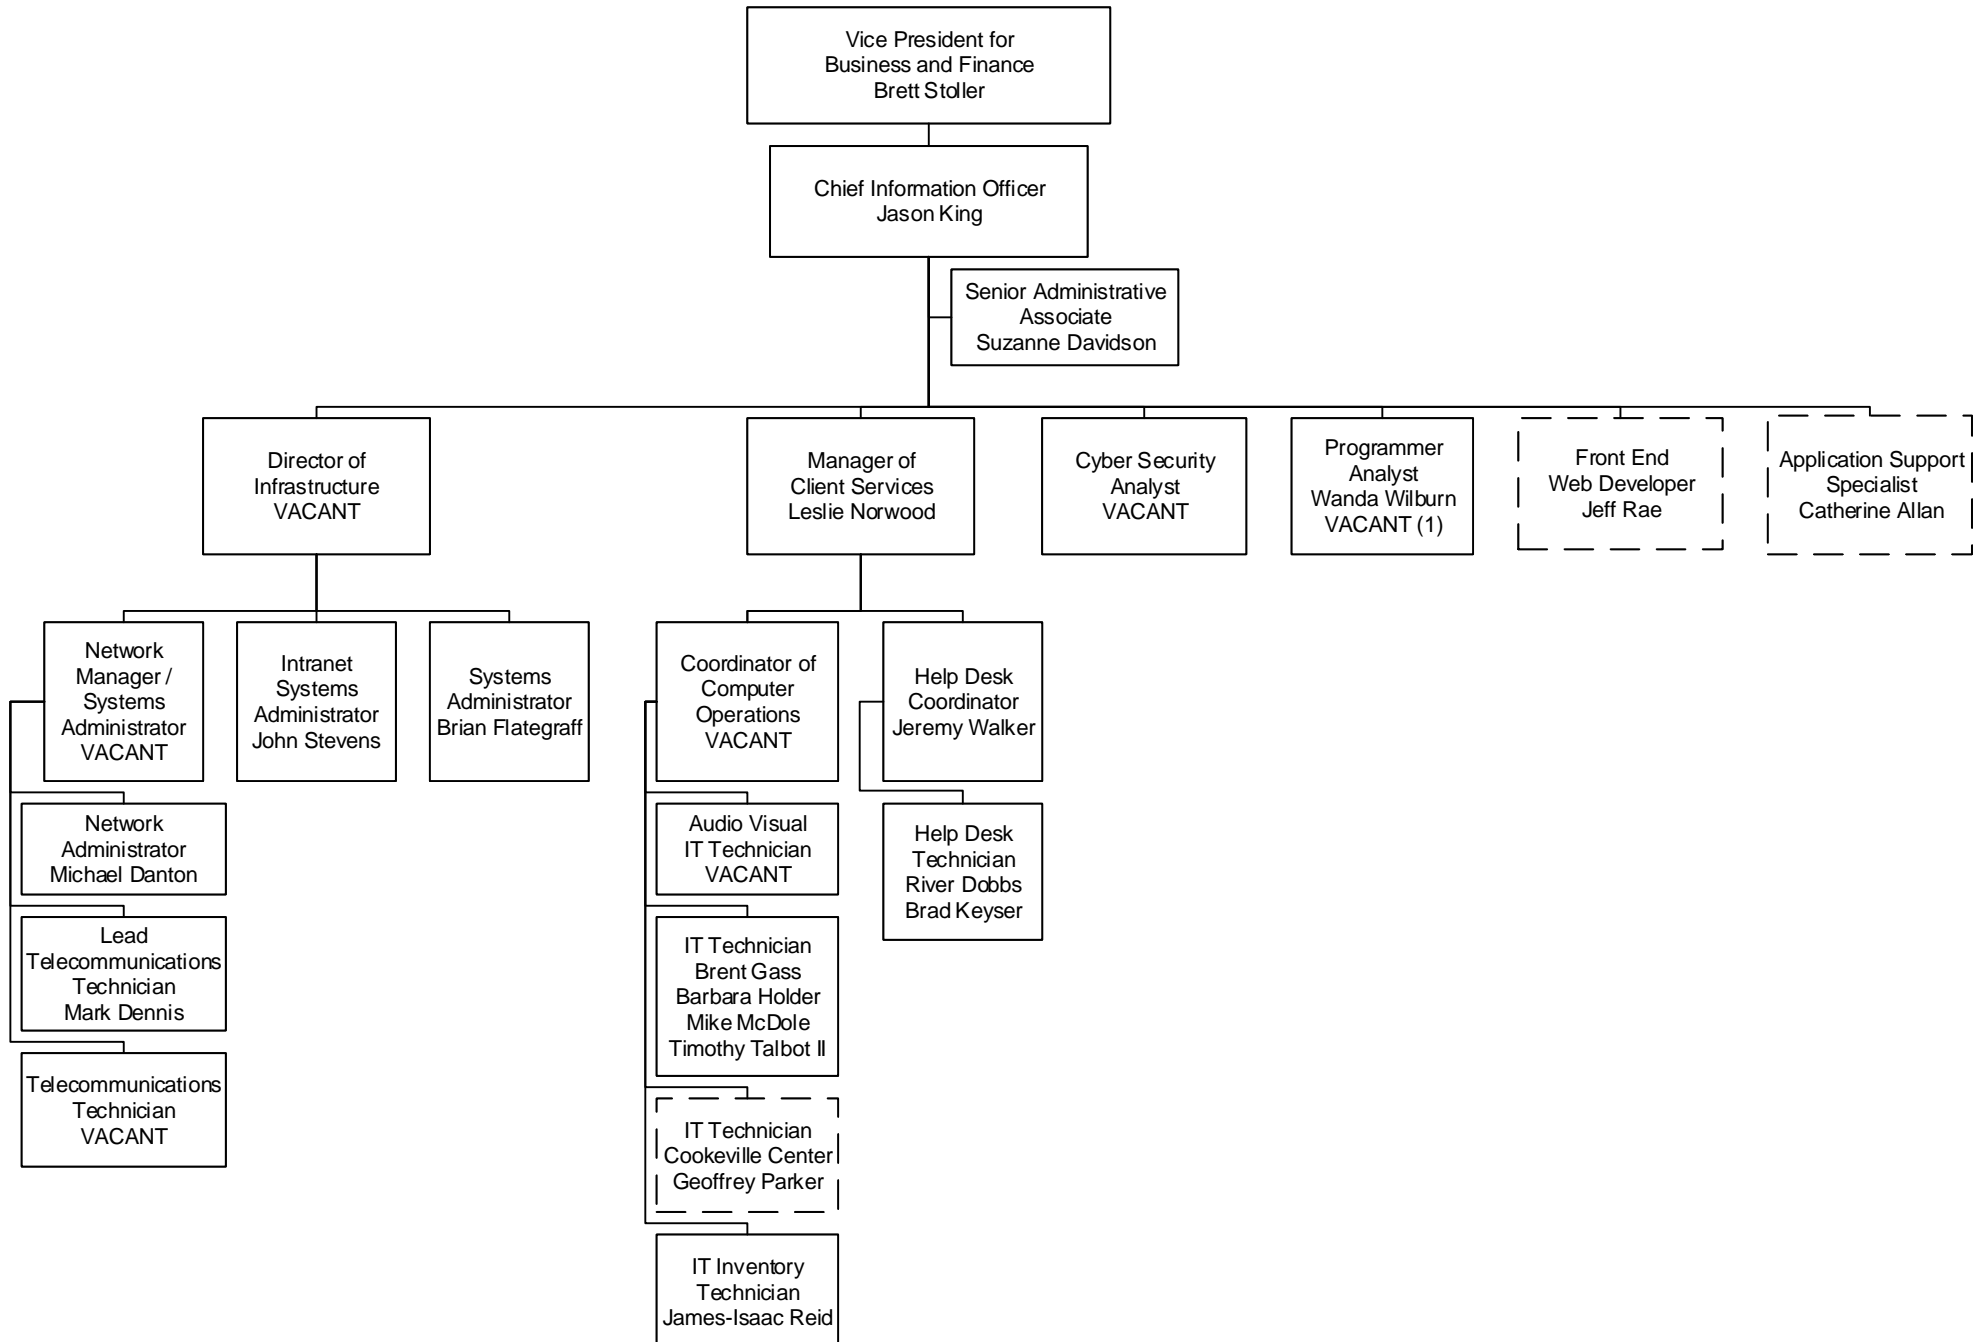 Vice President for
Business and Finance
Brett Stoller
Chief Information Officer
Jason King
Senior Administrative
Associate
Suzanne Davidson
Director of
Infrastructure
VACANT
Manager of
Client Services
Leslie Norwood
Cyber Security
Analyst
VACANT
Programmer
Analyst
Wanda Wilburn
VACANT (1)
Front End
Web Developer
Jeff Rae
Application Support
Specialist
Catherine Allan
Network
Manager /
Systems
Administrator
VACANT
Intranet
Systems
Administrator
John Stevens
Systems
Administrator
Brian Flategraff
Coordinator of
Computer
Operations
VACANT
Help Desk
Coordinator
Jeremy Walker
Network
Administrator
Michael Danton
Lead
Telecommunications
Technician
Mark Dennis
Telecommunications
Technician
VACANT
Audio Visual
IT Technician
VACANT
IT Technician
Brent Gass
Barbara Holder
Mike McDole
Timothy Talbot II
IT Technician
Cookeville Center
Geoffrey Parker
IT Inventory
Technician
James-Isaac Reid
Help Desk
Technician
River Dobbs
Brad Keyser